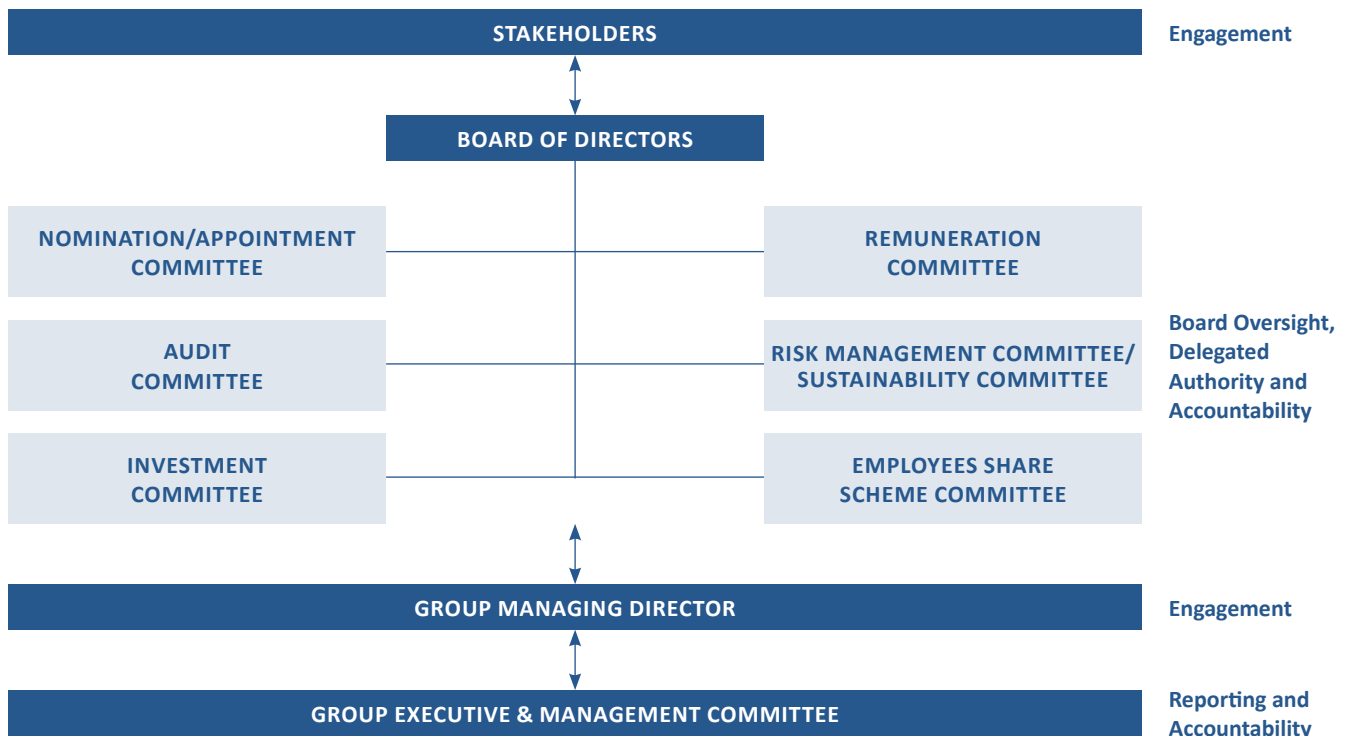 STAKEHOLDERS
Engagement
BOARD OF DIRECTORS
NOMINATION/APPOINTMENT
COMMITTEE
REMUNERATION
COMMITTEE
AUDIT
COMMITTEE
RISK MANAGEMENT COMMITTEE/
SUSTAINABILITY COMMITTEE
Board Oversight,
Delegated
Authority and
Accountability
INVESTMENT
COMMITTEE
EMPLOYEES SHARE
SCHEME COMMITTEE
GROUP MANAGING DIRECTOR
Engagement
GROUP EXECUTIVE & MANAGEMENT COMMITTEE
Reporting and
Accountability